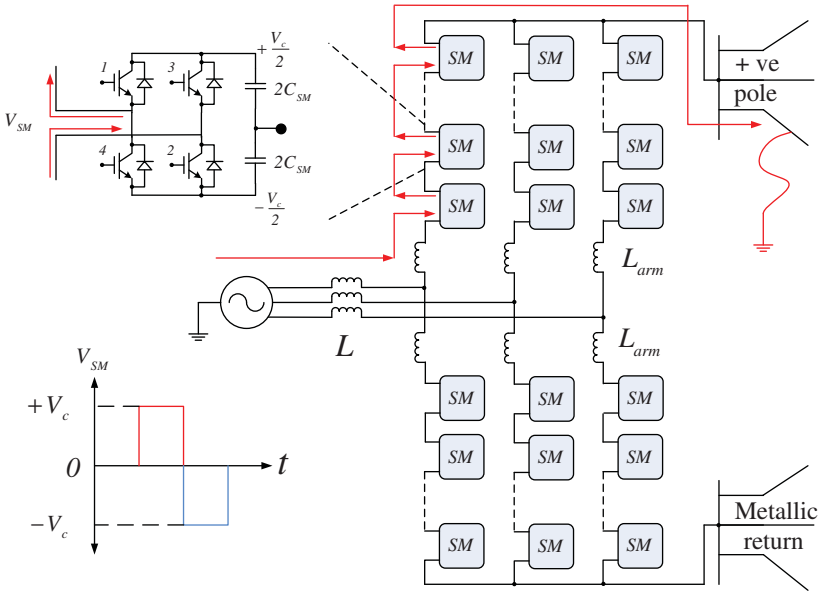 1
3
4
2
V_SM
+ V_c/2
2C_SM
2C_SM
− V_c/2
SM
SM
SM
SM
SM
SM
SM
SM
SM
+ ve
pole
L_arm
L
L_arm
SM
SM
SM
SM
SM
SM
SM
SM
SM
V_SM
+V_c
0
t
−V_c
Metallic
return